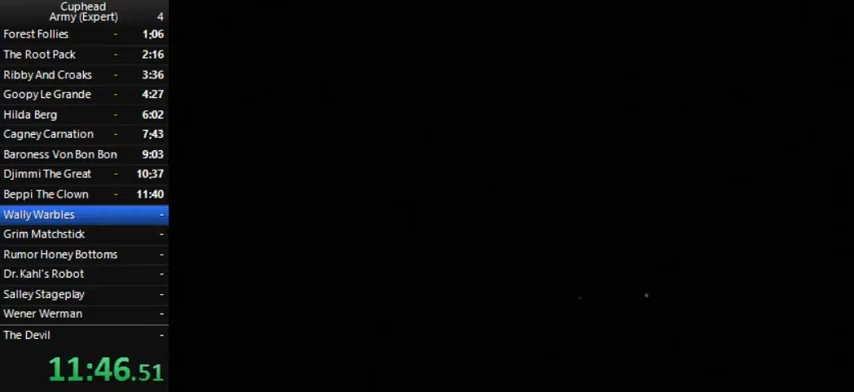 Cuphead
Army (Expert) 4
Forest Follies - 1:06
The Root Pack - 2:16
Ribby And Croaks - 3:36
Goopy Le Grande - 4:27
Hilda Berg - 6:02
Cagney Carnation - 7:43
Baroness Von Bon Bon 9:03
Djimmi The Great - 10:37
Beppi The Clown - 11:40
Wally Warbles -
Grim Matchstick -
Rumor Honey Bottoms -
Dr. Kahl's Robot -
Salley Stageplay -
Wener Werman -
The Devil -
11:46.51